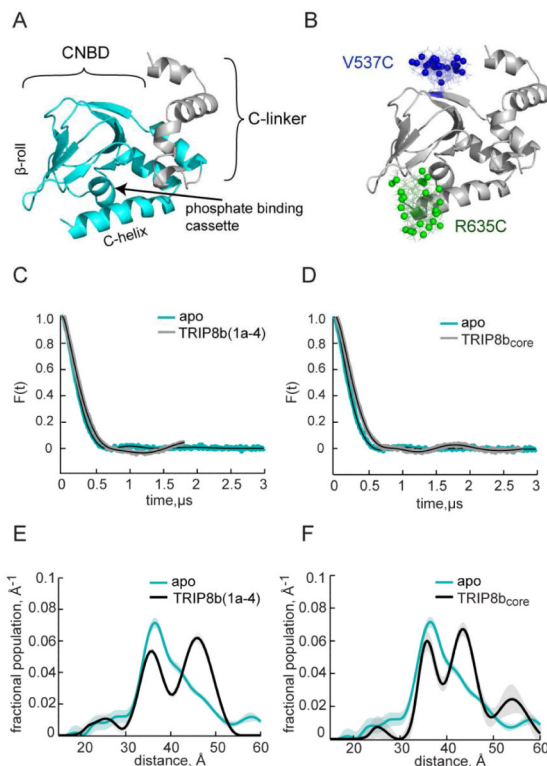 A
CNBD
C-linker
β-roll
phosphate binding
cassette
C-helix
B
V537C
R635C
C
apo
TRIP8b(1a-4)
F(t)
1.0
0.8
0.6
0.4
0.2
0
0 0.5 1 1.5 2 2.5 3
time,µs
D
apo
TRIP8bcore
F(t)
1.0
0.8
0.6
0.4
0.2
0
0 0.5 1 1.5 2 2.5 3
time,µs
E
apo
TRIP8b(1a-4)
fractional population, Å-1
0.1
0.08
0.06
0.04
0.02
0
20 30 40 50 60
distance, Å
F
apo
TRIP8bcore
fractional population, Å-1
0.1
0.08
0.06
0.04
0.02
0
20 30 40 50 60
distance, Å